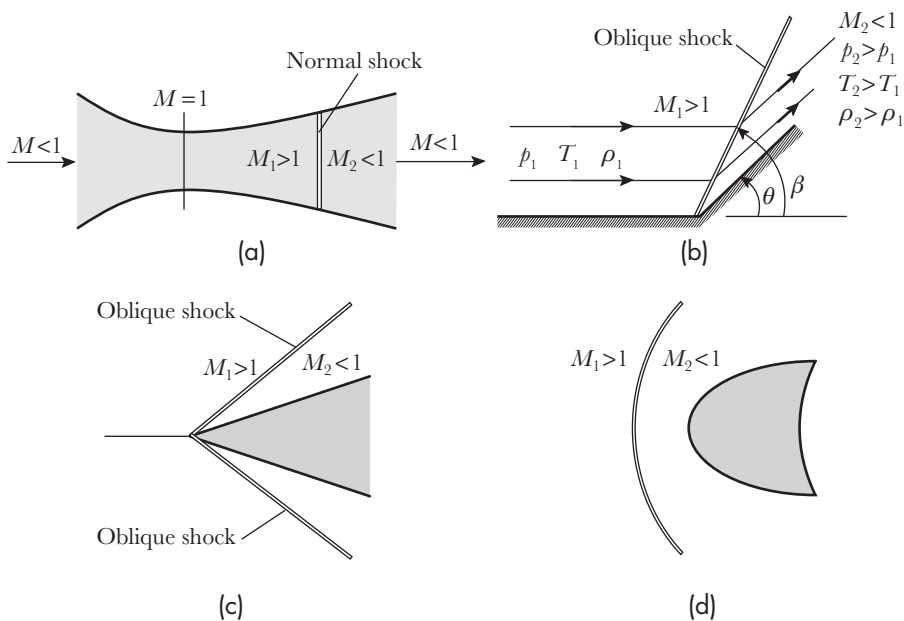 Normal shock
M=1
M<1
M₁>1
M₂<1
M<1
(a)
Oblique shock
M₂<1
p₂>p₁
T₂>T₁
ρ₂>ρ₁
M₁>1
p₁ T₁ ρ₁
θ
β
(b)
Oblique shock
M₁>1
M₂<1
Oblique shock
(c)
M₁>1
M₂<1
(d)